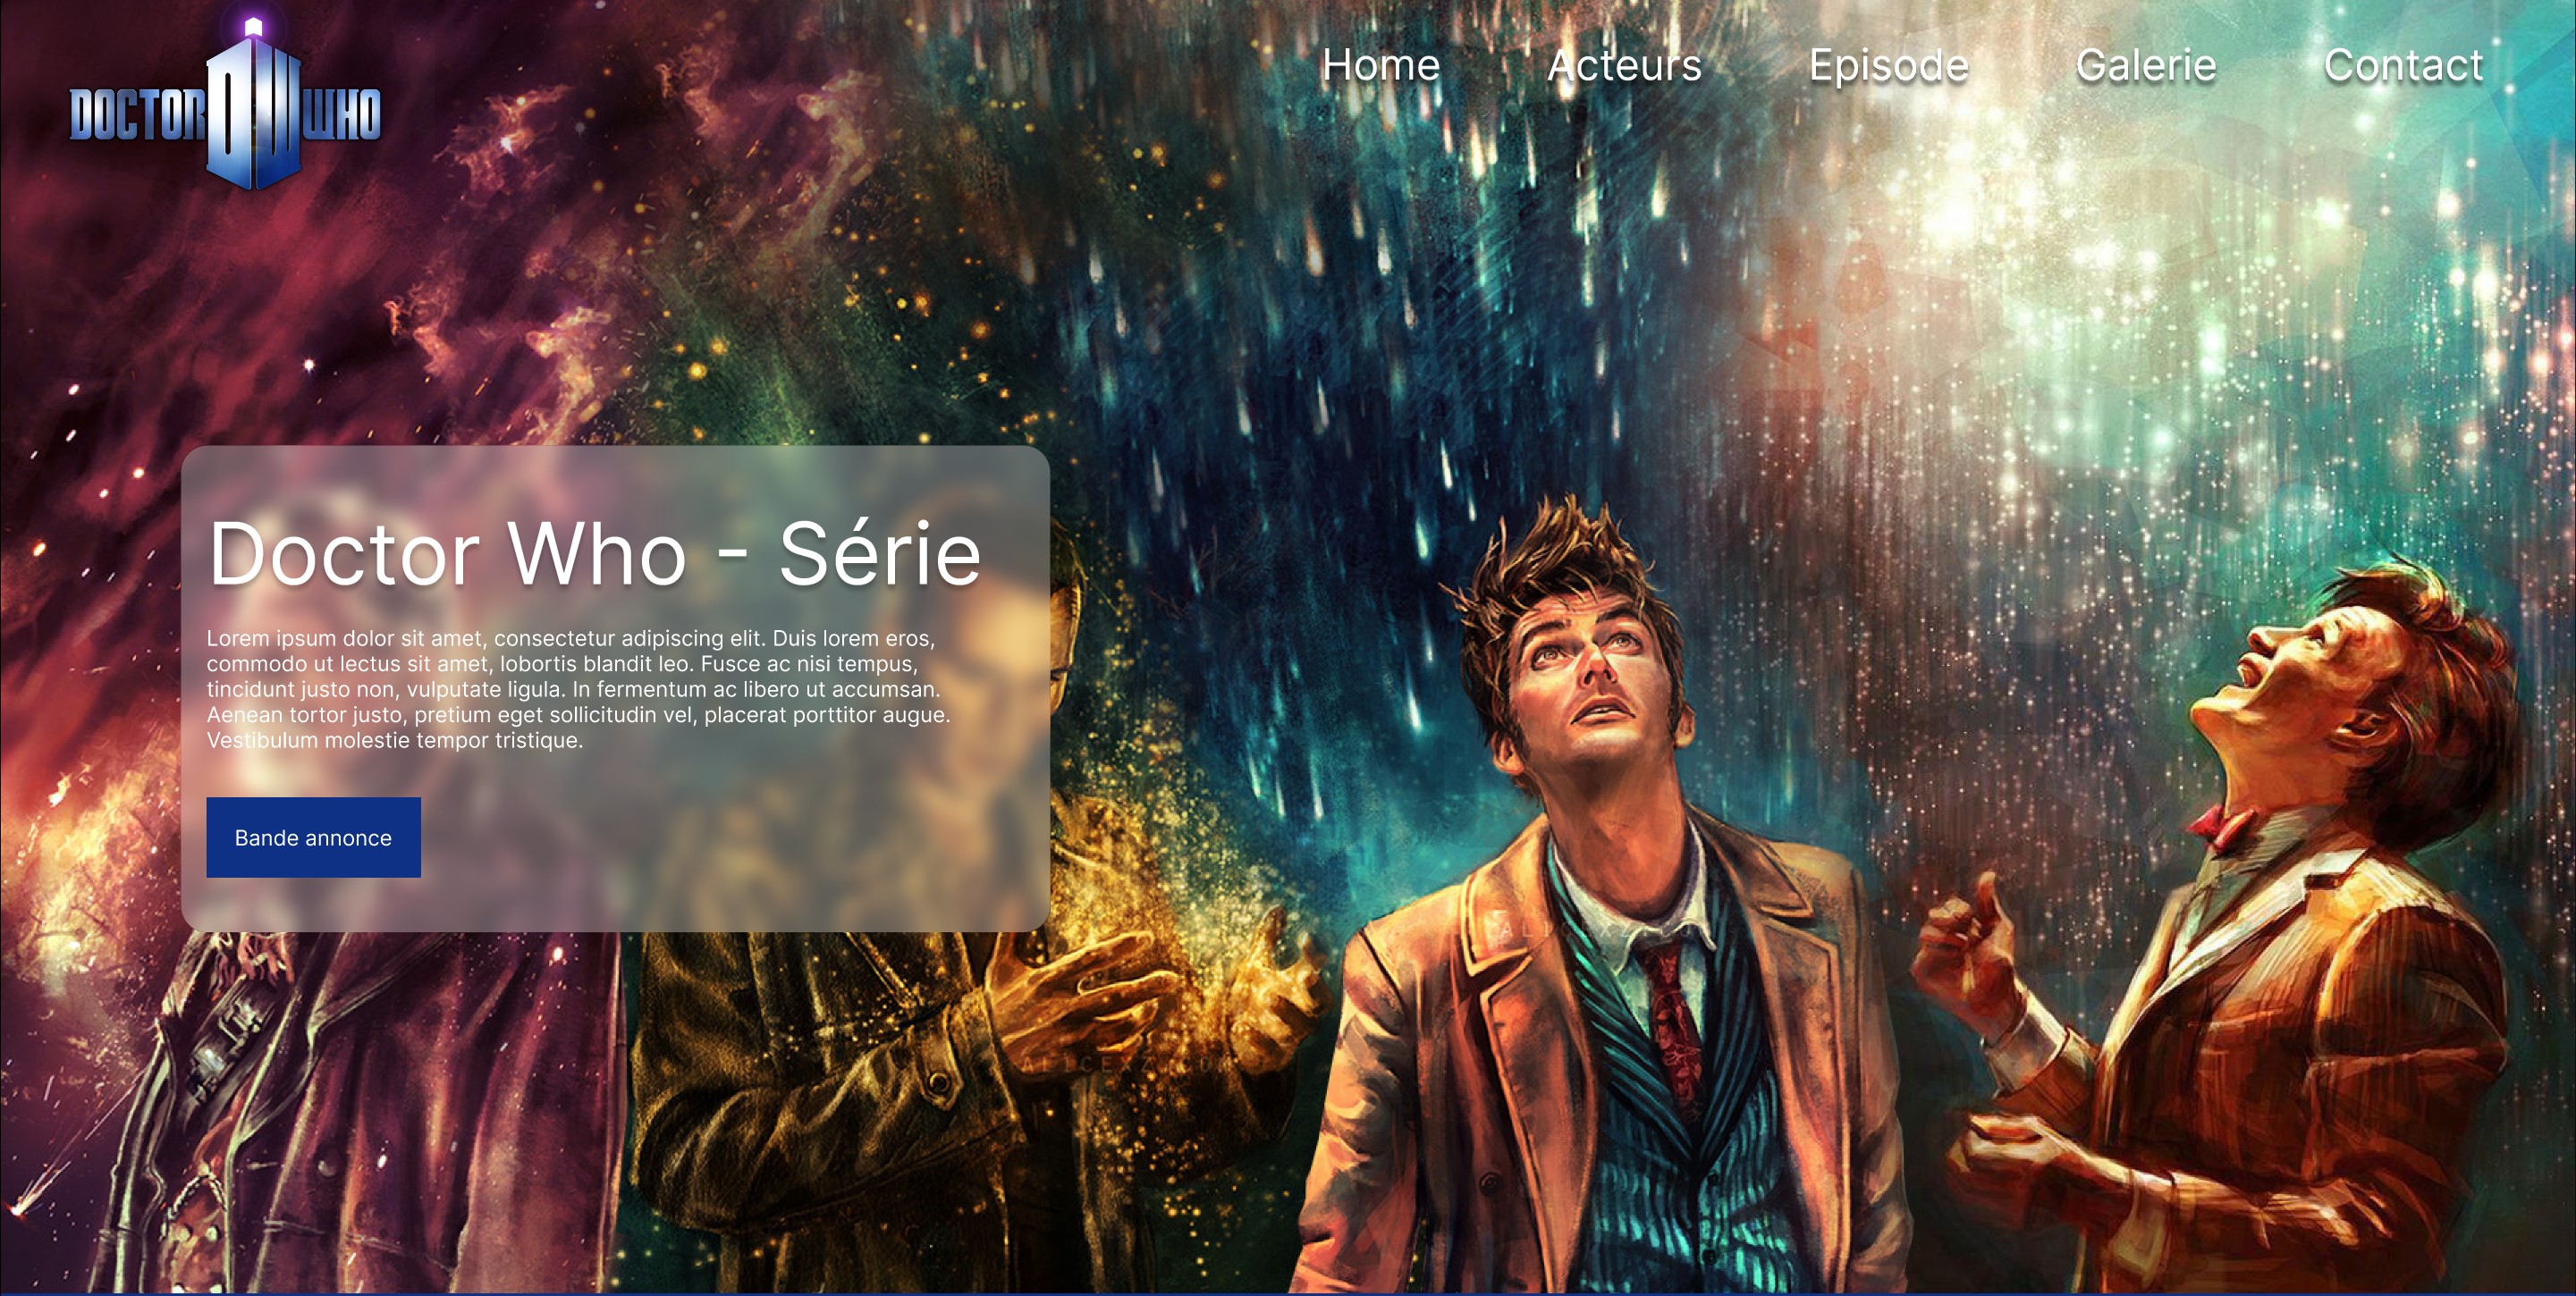 DOCTOR DW WHO
Home Acteurs Episode Galerie Contact
Doctor Who - Série
Lorem ipsum dolor sit amet, consectetur adipiscing elit. Duis lorem eros,
commodo ut lectus sit amet, lobortis blandit leo. Fusce ac nisi tempus,
tincidunt justo non, vulputate ligula. In fermentum ac libero ut accumsan.
Aenean tortor justo, pretium eget sollicitudin vel, placerat porttitor augue.
Vestibulum molestie tempor tristique.
Bande annonce